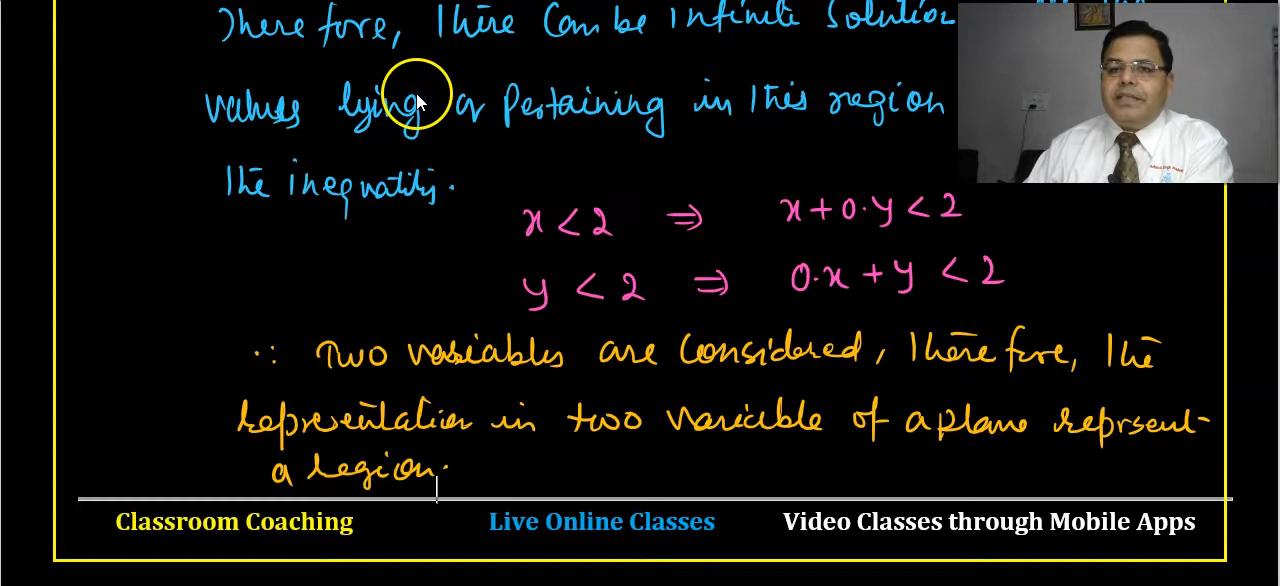 Therefore, There can be infinite solution
values lying or Pertaining in this region
The inequality.
x < 2 ⇒ x + 0.y < 2
y < 2 ⇒ 0.x + y < 2
∵ Two variables are Considered, Therefore, The
representation in two variable of a plane reprsent
a region.
Classroom Coaching Live Online Classes Video Classes through Mobile Apps